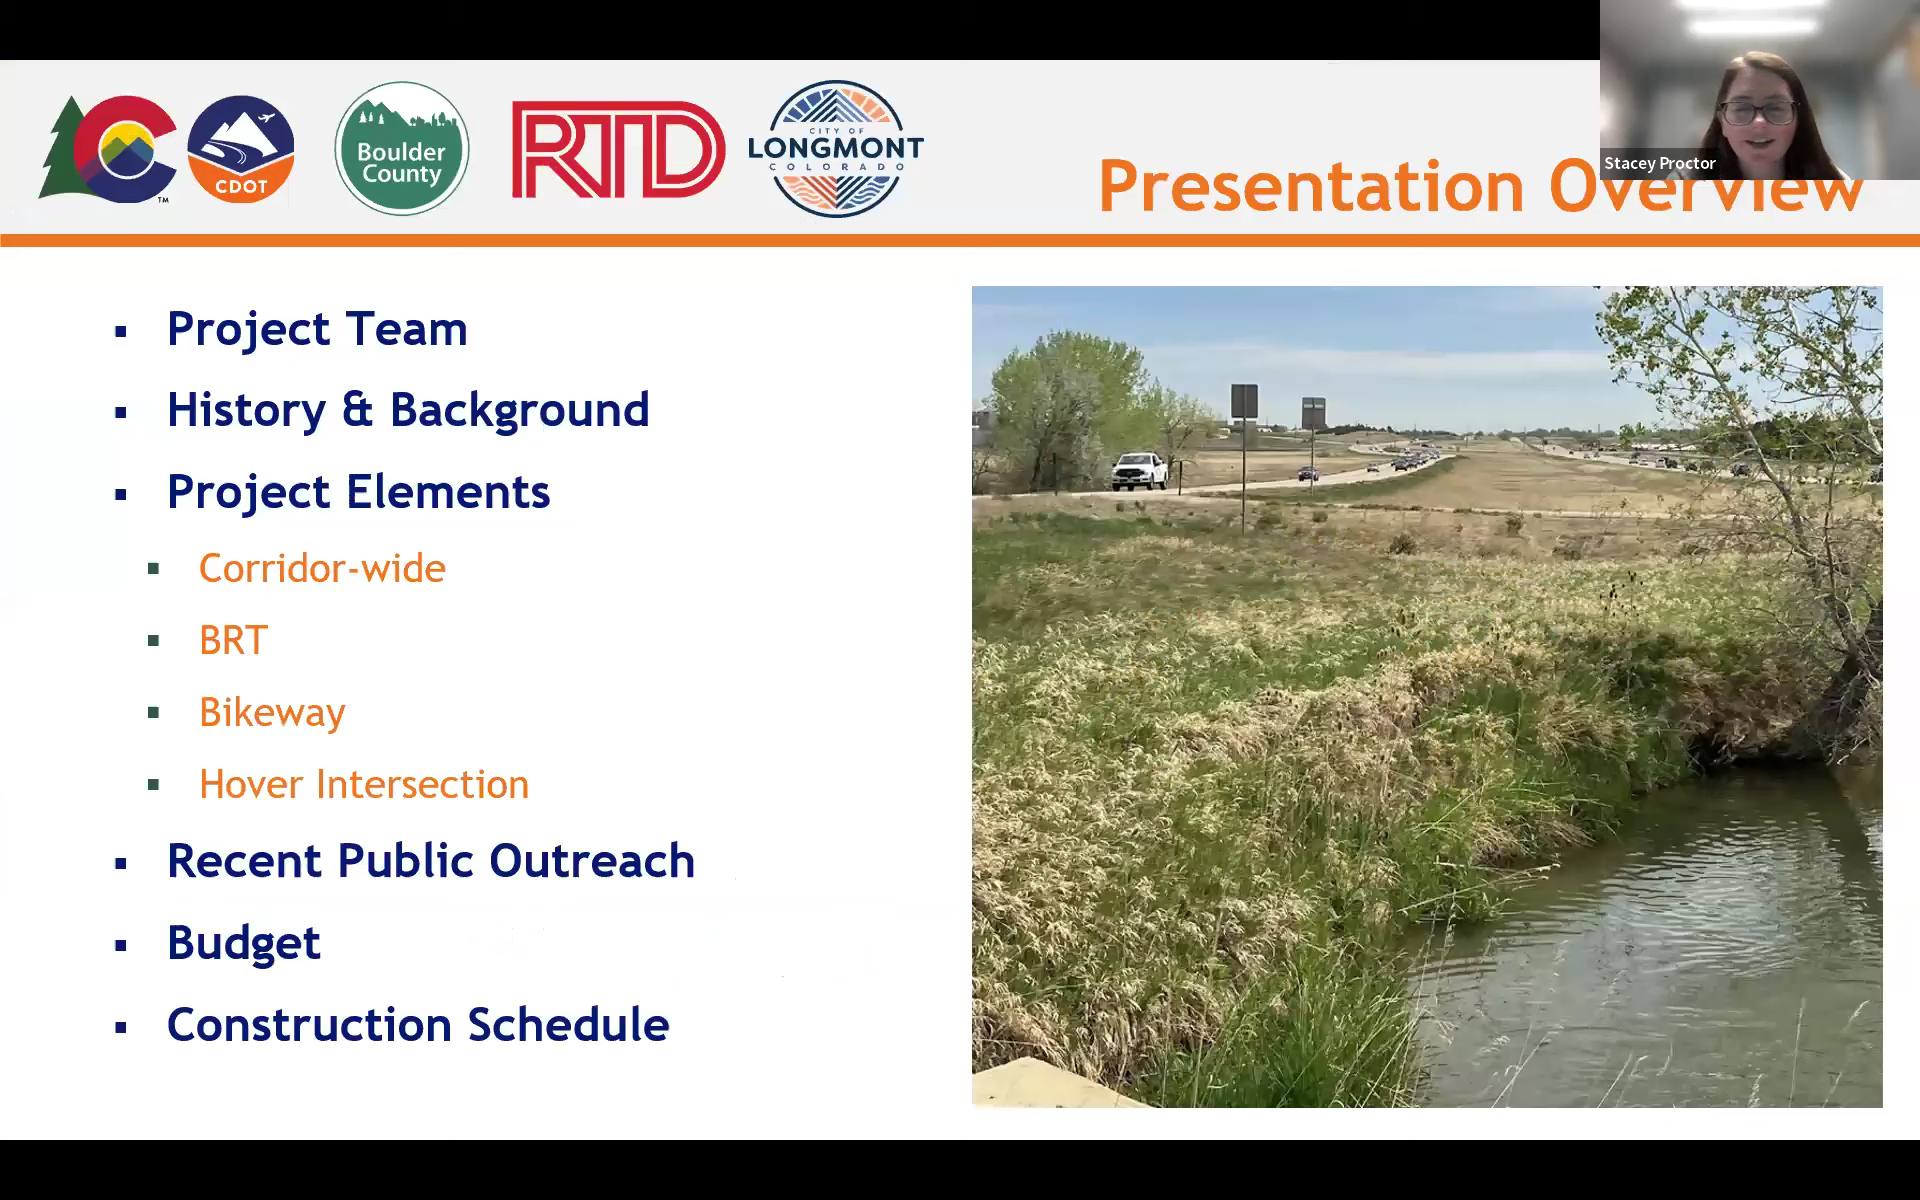 TM
CDOT
Boulder
County
RTD
CITY OF
LONGMONT
COLORADO
Stacey Proctor
Presentation Overview
Project Team
History & Background
Project Elements
Corridor-wide
BRT
Bikeway
Hover Intersection
Recent Public Outreach
Budget
Construction Schedule